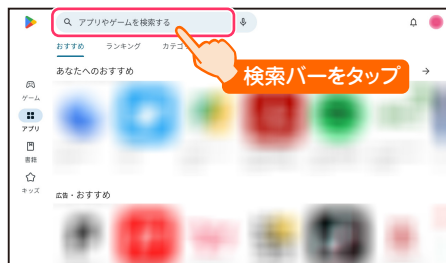 アプリやゲームを検索する
おすすめ ランキング カテゴ
検索バーをタップ
あなたへのおすすめ
ゲーム
アプリ
書籍
キッズ
広告・おすすめ